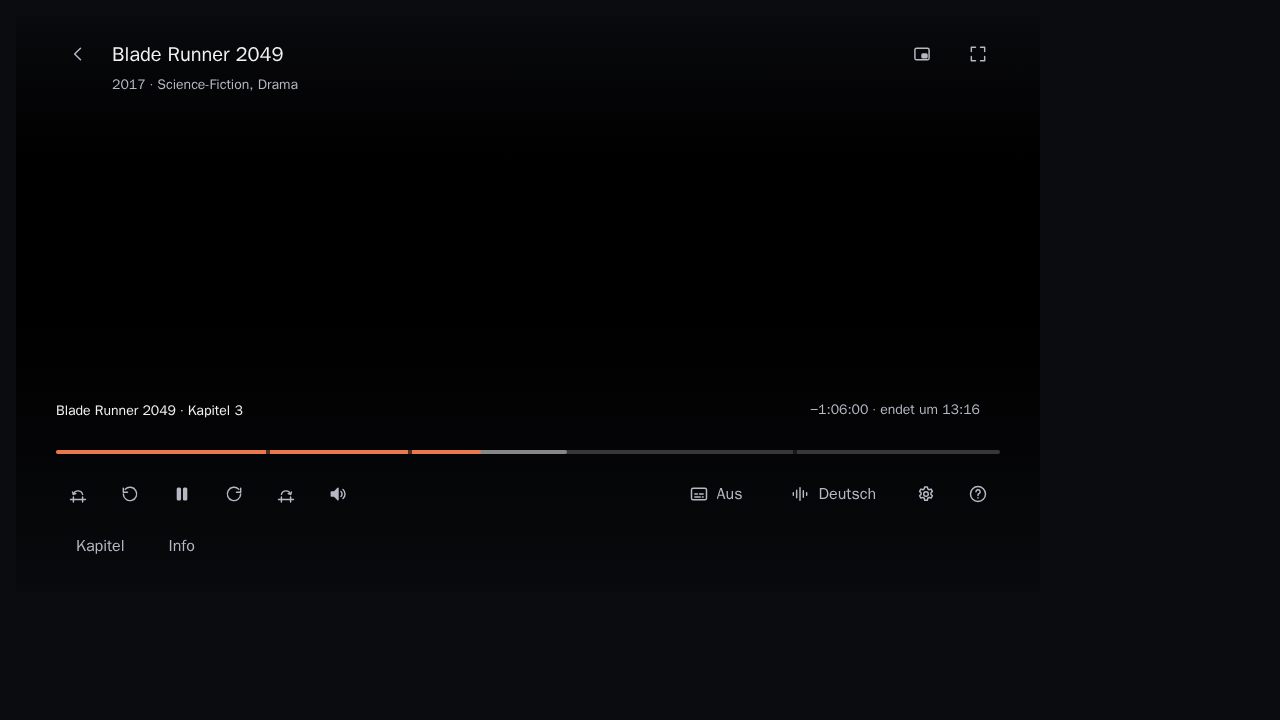 Blade Runner 2049
2017 · Science-Fiction, Drama
Blade Runner 2049 · Kapitel 3
−1:06:00 · endet um 13:16
Aus
Deutsch
Kapitel
Info